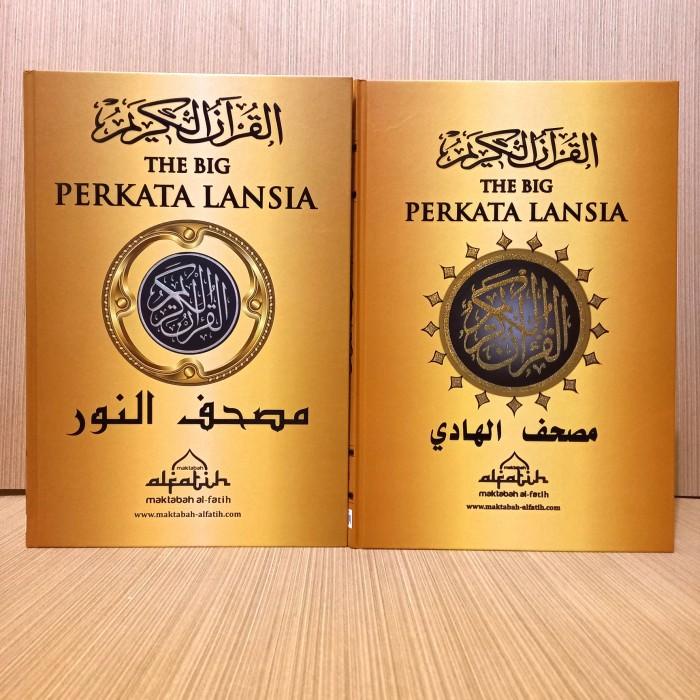 القرآن الكريم
THE BIG
PERKATA LANSIA
القرآن الكريم
مصحف النور
maktabah
alfatih
maktabah al-fatih
www.maktabah-alfatih.com
القرآن الكريم
THE BIG
PERKATA LANSIA
القرآن الكريم
مصحف الهادي
maktabah
alfatih
maktabah al-fatih
www.maktabah-alfatih.com